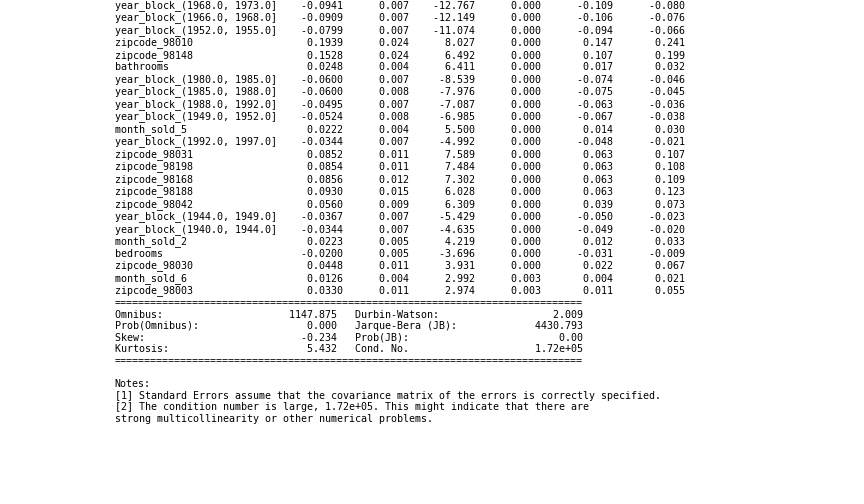 year_block_(1968.0, 1973.0]    -0.0941      0.007    -12.767      0.000      -0.109      -0.080
year_block_(1966.0, 1968.0]    -0.0909      0.007    -12.149      0.000      -0.106      -0.076
year_block_(1952.0, 1955.0]    -0.0799      0.007    -11.074      0.000      -0.094      -0.066
zipcode_98010                   0.1939      0.024      8.027      0.000       0.147       0.241
zipcode_98148                   0.1528      0.024      6.492      0.000       0.107       0.199
bathrooms                       0.0248      0.004      6.411      0.000       0.017       0.032
year_block_(1980.0, 1985.0]    -0.0600      0.007     -8.539      0.000      -0.074      -0.046
year_block_(1985.0, 1988.0]    -0.0600      0.008     -7.976      0.000      -0.075      -0.045
year_block_(1988.0, 1992.0]    -0.0495      0.007     -7.087      0.000      -0.063      -0.036
year_block_(1949.0, 1952.0]    -0.0524      0.008     -6.985      0.000      -0.067      -0.038
month_sold_5                    0.0222      0.004      5.500      0.000       0.014       0.030
year_block_(1992.0, 1997.0]    -0.0344      0.007     -4.992      0.000      -0.048      -0.021
zipcode_98031                   0.0852      0.011      7.589      0.000       0.063       0.107
zipcode_98198                   0.0854      0.011      7.484      0.000       0.063       0.108
zipcode_98168                   0.0856      0.012      7.302      0.000       0.063       0.109
zipcode_98188                   0.0930      0.015      6.028      0.000       0.063       0.123
zipcode_98042                   0.0560      0.009      6.309      0.000       0.039       0.073
year_block_(1944.0, 1949.0]    -0.0367      0.007     -5.429      0.000      -0.050      -0.023
year_block_(1940.0, 1944.0]    -0.0344      0.007     -4.635      0.000      -0.049      -0.020
month_sold_2                    0.0223      0.005      4.219      0.000       0.012       0.033
bedrooms                       -0.0200      0.005     -3.696      0.000      -0.031      -0.009
zipcode_98030                   0.0448      0.011      3.931      0.000       0.022       0.067
month_sold_6                    0.0126      0.004      2.992      0.003       0.004       0.021
zipcode_98003                   0.0330      0.011      2.974      0.003       0.011       0.055
==============================================================================
Omnibus:                     1147.875   Durbin-Watson:                   2.009
Prob(Omnibus):                  0.000   Jarque-Bera (JB):             4430.793
Skew:                          -0.234   Prob(JB):                         0.00
Kurtosis:                       5.432   Cond. No.                     1.72e+05
==============================================================================
Notes:
[1] Standard Errors assume that the covariance matrix of the errors is correctly specified.
[2] The condition number is large, 1.72e+05. This might indicate that there are
strong multicollinearity or other numerical problems.